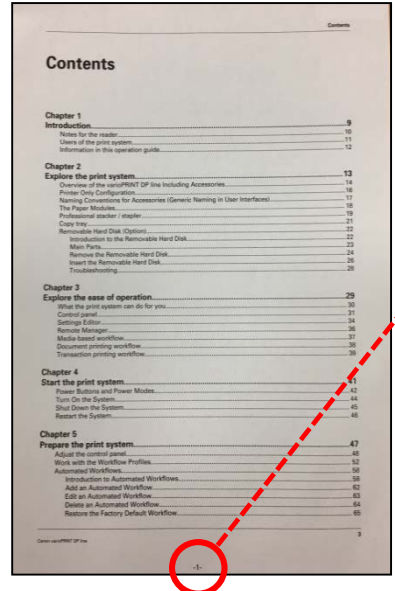 Contents
Contents
Chapter 1
Introduction 9
Notes for the reader 10
Users of the print system 11
Information in this operation guide 12
Chapter 2
Explore the print system 13
Overview of the varioPRINT DP line Including Accessories 14
Printer Only Configuration 16
Naming Conventions for Accessories (Generic Naming in User Interfaces) 17
The Paper Modules 18
Professional stacker / stapler 19
Copy tray 21
Removable Hard Disk (Option) 22
Introduction to the Removable Hard Disk 22
Main Parts 23
Remove the Removable Hard Disk 24
Insert the Removable Hard Disk 26
Troubleshooting 28
Chapter 3
Explore the ease of operation 29
What the print system can do for you 30
Control panel 31
Settings Editor 34
Remote Manager 36
Media-based workflow 37
Document printing workflow 38
Transaction printing workflow 39
Chapter 4
Start the print system 41
Power Buttons and Power Modes 42
Turn On the System 44
Shut Down the System 45
Restart the System 46
Chapter 5
Prepare the print system 47
Adjust the control panel 48
Work with the Workflow Profiles 52
Automated Workflows 58
Introduction to Automated Workflows 58
Add an Automated Workflow 62
Edit an Automated Workflow 63
Delete an Automated Workflow 64
Restore the Factory Default Workflow 65
3
Canon varioPRINT DP line
-1-